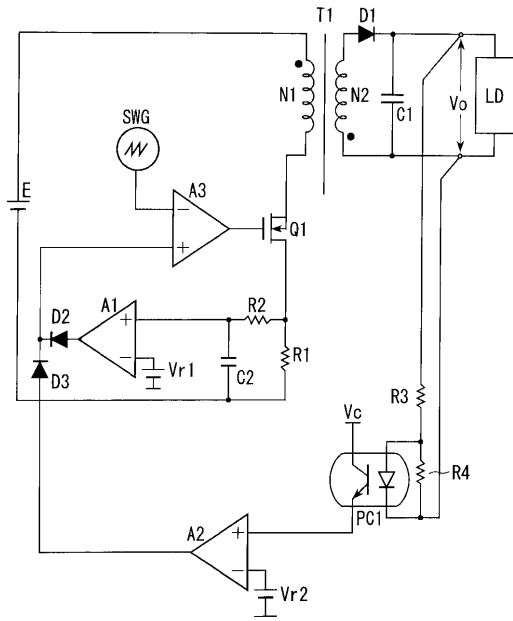 T1
D1
N1
N2
C1
Vo
LD
SWG
E
A3
−
+
Q1
D2
A1
+
−
R2
R1
C2
Vr1
D3
R3
Vc
R4
PC1
A2
+
−
Vr2